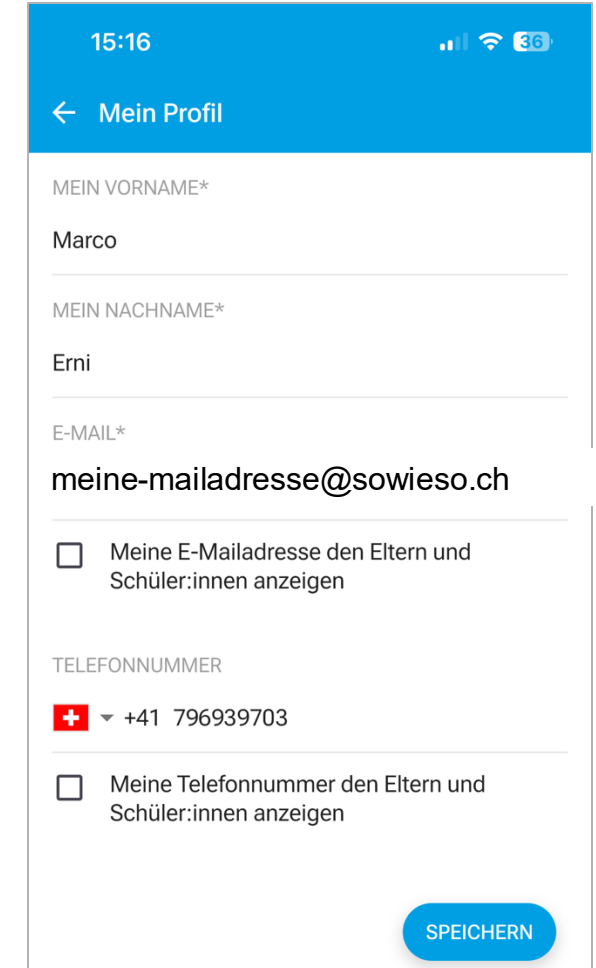 15:16
36
Mein Profil
MEIN VORNAME*
Marco
MEIN NACHNAME*
Erni
E-MAIL*
meine-mailadresse@sowieso.ch
Meine E-Mailadresse den Eltern und
Schüler:innen anzeigen
TELEFONNUMMER
+41 796939703
Meine Telefonnummer den Eltern und
Schüler:innen anzeigen
SPEICHERN